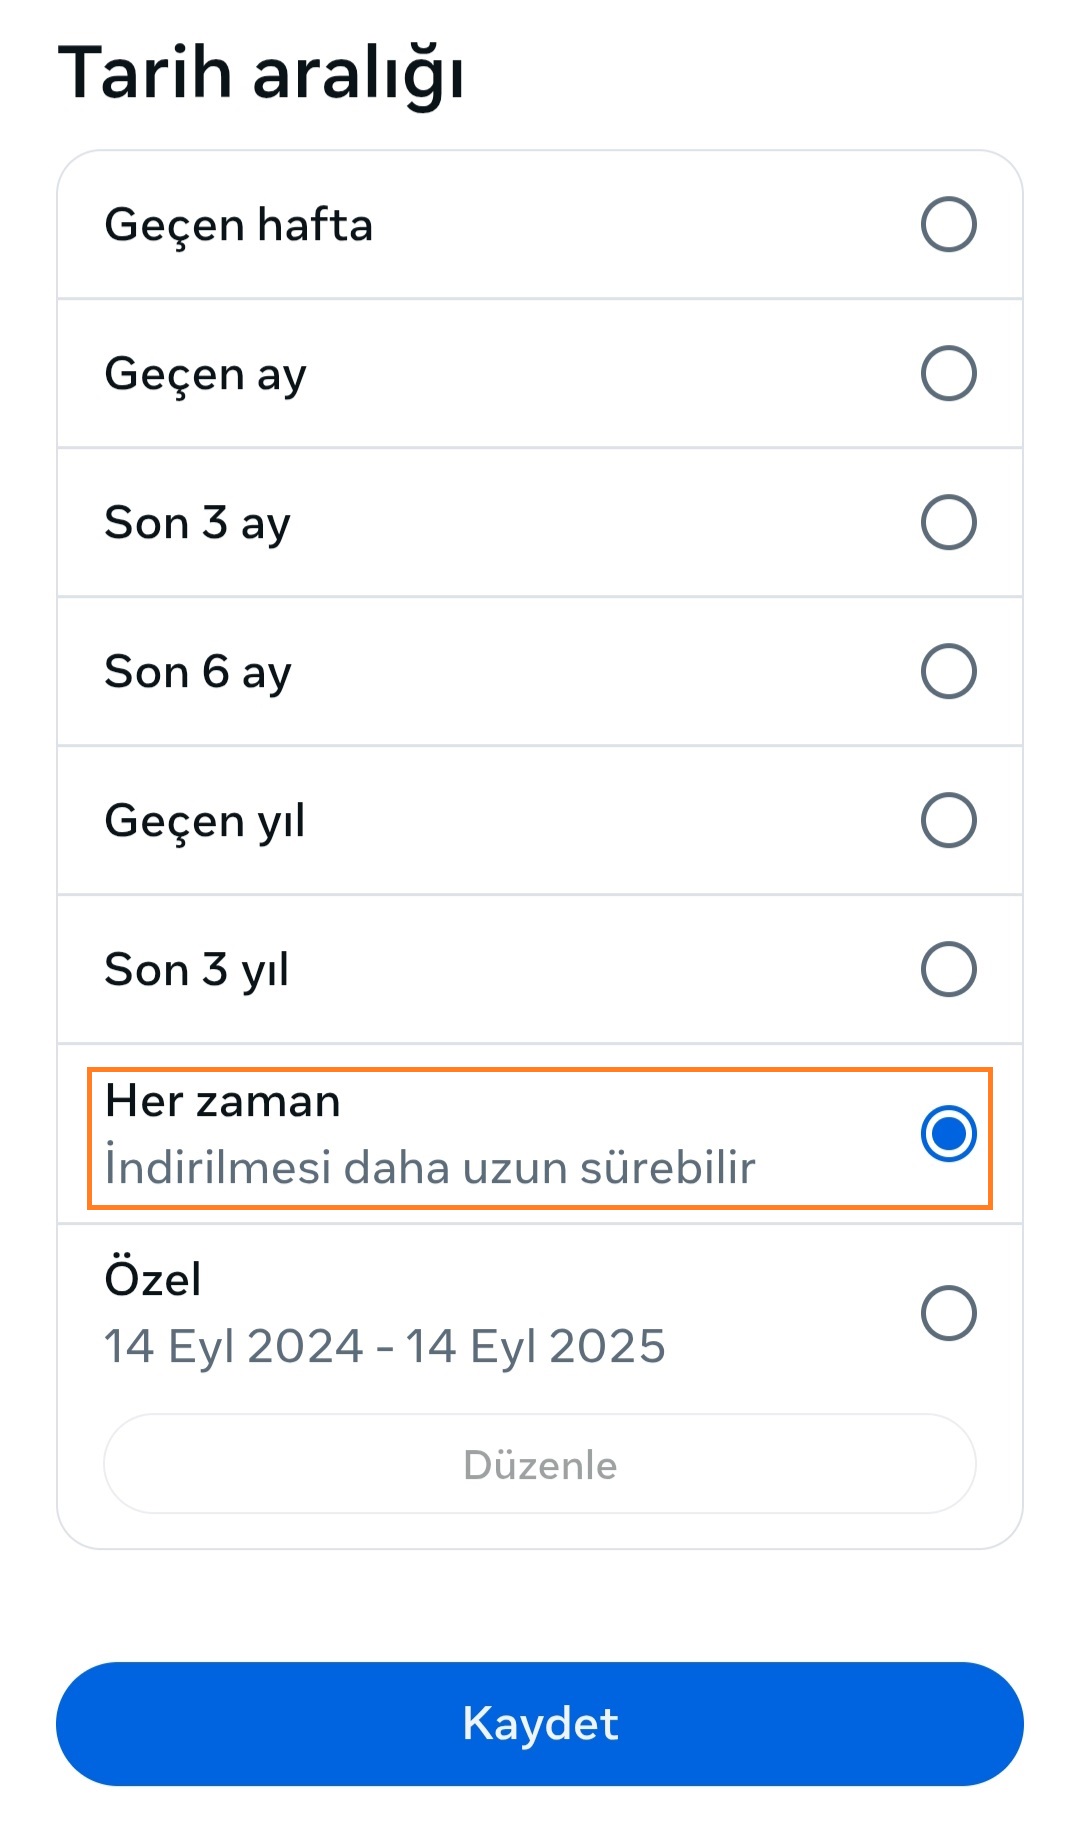 Tarih aralığı
Geçen hafta
Geçen ay
Son 3 ay
Son 6 ay
Geçen yıl
Son 3 yıl
Her zaman
İndirilmesi daha uzun sürebilir
Özel
14 Eyl 2024 - 14 Eyl 2025
Düzenle
Kaydet